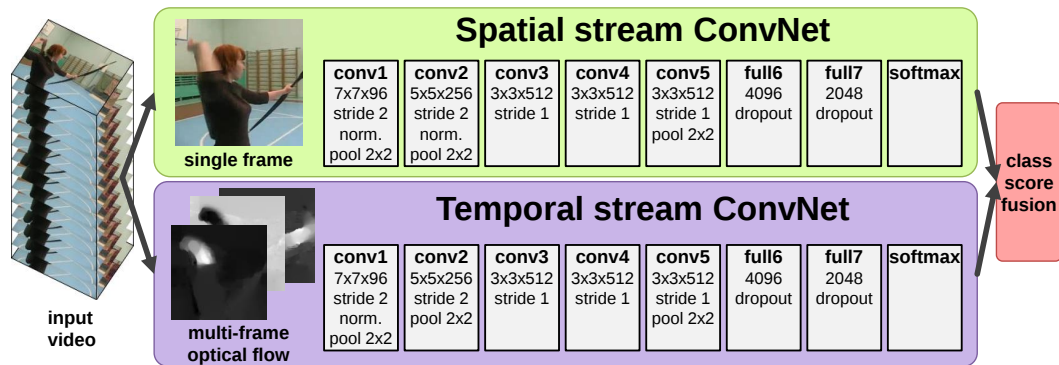 Spatial stream ConvNet
conv1
7x7x96
stride 2
norm.
pool 2x2
conv2
5x5x256
stride 2
norm.
pool 2x2
conv3
3x3x512
stride 1
conv4
3x3x512
stride 1
conv5
3x3x512
stride 1
pool 2x2
full6
4096
dropout
full7
2048
dropout
softmax
single frame
Temporal stream ConvNet
conv1
7x7x96
stride 2
norm.
pool 2x2
conv2
5x5x256
stride 2
pool 2x2
conv3
3x3x512
stride 1
conv4
3x3x512
stride 1
conv5
3x3x512
stride 1
pool 2x2
full6
4096
dropout
full7
2048
dropout
softmax
multi-frame
optical flow
input
video
class
score
fusion